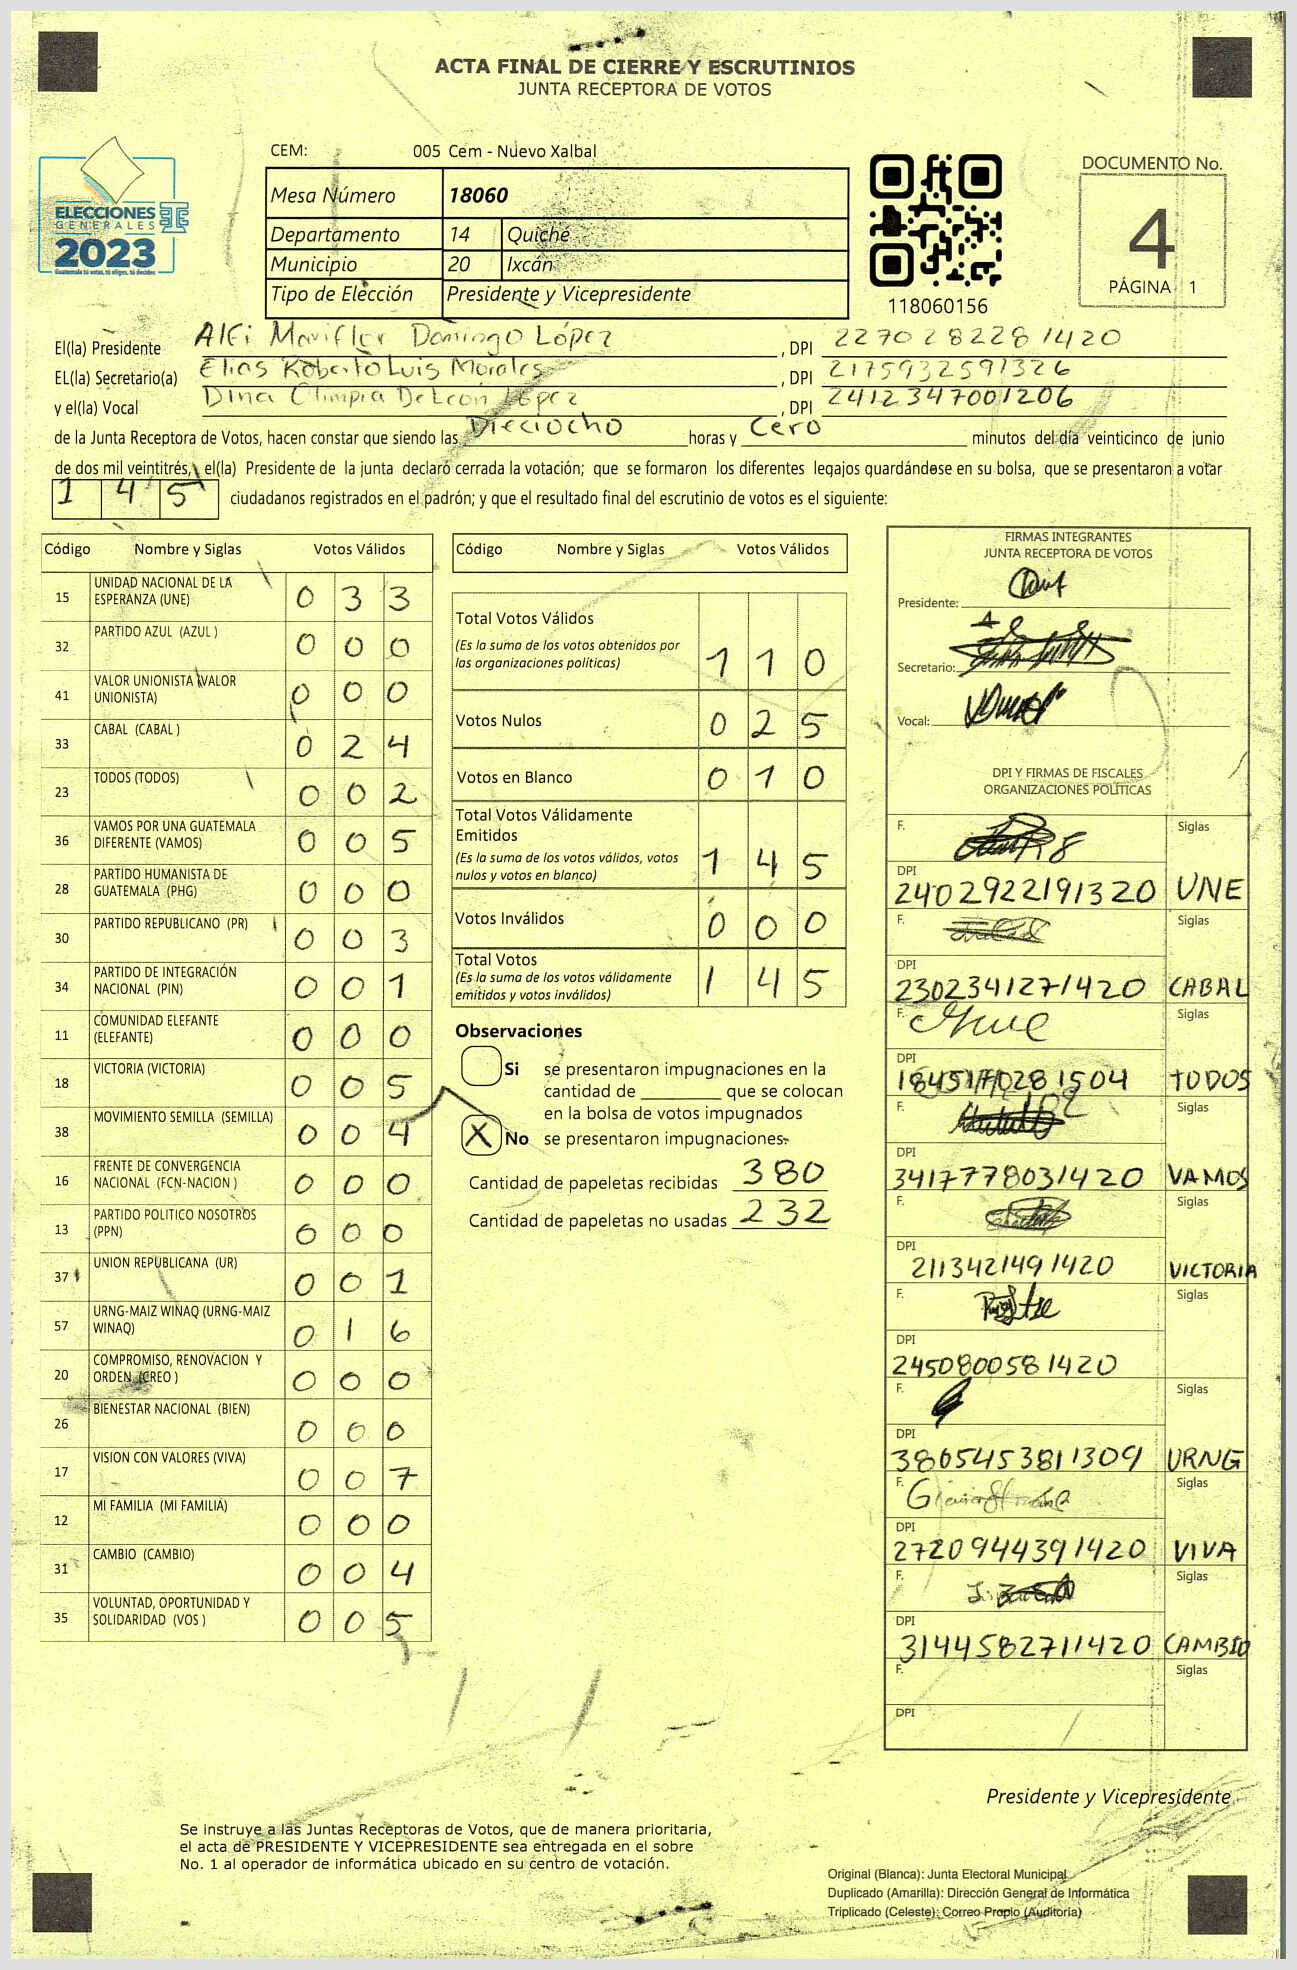 ACTA FINAL DE CIERRE Y ESCRUTINIOS
JUNTA RECEPTORA DE VOTOS
ELECCIONES
GENERALES
2023
Guatemala tú votas, tú eliges, tú decides
CEM: 005 Cem - Nuevo Xalbal
Mesa Número 18060
Departamento 14 Quiché
Municipio 20 Ixcán
Tipo de Elección Presidente y Vicepresidente
118060156
DOCUMENTO No.
4
PÁGINA 1
El(la) Presidente Domingo López , DPI 2270282281420
EL(la) Secretario(a) Elias Roberto Luis Morales , DPI 2175932591326
y el(la) Vocal Dina Olimpia DeLeón López , DPI 2412347001206
de la Junta Receptora de Votos, hacen constar que siendo las Dieciocho horas y Cero minutos del día veinticinco de junio
de dos mil veintitrés, el(la) Presidente de la junta declaró cerrada la votación; que se formaron los diferentes legajos guardándose en su bolsa, que se presentaron a votar
1 4 5 ciudadanos registrados en el padrón; y que el resultado final del escrutinio de votos es el siguiente:
Código Nombre y Siglas Votos Válidos
15 UNIDAD NACIONAL DE LA ESPERANZA (UNE) 0 3 3
32 PARTIDO AZUL (AZUL ) 0 0 0
41 VALOR UNIONISTA (VALOR UNIONISTA) 0 0 0
33 CABAL (CABAL ) 0 2 4
23 TODOS (TODOS) 0 0 2
36 VAMOS POR UNA GUATEMALA DIFERENTE (VAMOS) 0 0 5
28 PARTIDO HUMANISTA DE GUATEMALA (PHG) 0 0 0
30 PARTIDO REPUBLICANO (PR) 0 0 3
34 PARTIDO DE INTEGRACIÓN NACIONAL (PIN) 0 0 1
11 COMUNIDAD ELEFANTE (ELEFANTE) 0 0 0
18 VICTORIA (VICTORIA) 0 0 5
38 MOVIMIENTO SEMILLA (SEMILLA) 0 0 4
16 FRENTE DE CONVERGENCIA NACIONAL (FCN-NACION ) 0 0 0
13 PARTIDO POLITICO NOSOTROS (PPN) 0 0 0
37 UNION REPUBLICANA (UR) 0 0 1
57 URNG-MAIZ WINAQ (URNG-MAIZ WINAQ) 0 1 6
20 COMPROMISO, RENOVACION Y ORDEN (CREO ) 0 0 0
26 BIENESTAR NACIONAL (BIEN) 0 0 0
17 VISION CON VALORES (VIVA) 0 0 7
12 MI FAMILIA (MI FAMILIA) 0 0 0
31 CAMBIO (CAMBIO) 0 0 4
35 VOLUNTAD, OPORTUNIDAD Y SOLIDARIDAD (VOS ) 0 0 5
Código Nombre y Siglas Votos Válidos
Total Votos Válidos
(Es la suma de los votos obtenidos por
las organizaciones políticas) 1 1 0
Votos Nulos 0 2 5
Votos en Blanco 0 1 0
Total Votos Válidamente
Emitidos
(Es la suma de los votos válidos, votos
nulos y votos en blanco) 1 4 5
Votos Inválidos 0 0 0
Total Votos
(Es la suma de los votos válidamente
emitidos y votos inválidos) 1 4 5
Observaciones
Si se presentaron impugnaciones en la
cantidad de que se colocan
en la bolsa de votos impugnados
X No se presentaron impugnaciones.
Cantidad de papeletas recibidas 380
Cantidad de papeletas no usadas 232
FIRMAS INTEGRANTES
JUNTA RECEPTORA DE VOTOS
Presidente:
Secretario:
Vocal:
DPI Y FIRMAS DE FISCALES
ORGANIZACIONES POLÍTICAS
F. Siglas
DPI
2402922191320 UNE
F. Siglas
DPI
2302341271420 CABAL
F. Siglas
DPI
TODOS
F. Siglas
DPI
3417778031420 VAMOS
F. Siglas
DPI
2113421491420 VICTORIA
F. Siglas
DPI
2450800581420
F. Siglas
DPI
3805453811309 URNG
F. Siglas
DPI
2720944391420 VIVA
F. Siglas
DPI
3144582711420 CAMBIO
F. Siglas
DPI
Presidente y Vicepresidente
Se instruye a las Juntas Receptoras de Votos, que de manera prioritaria,
el acta de PRESIDENTE Y VICEPRESIDENTE sea entregada en el sobre
No. 1 al operador de informática ubicado en su centro de votación.
Original (Blanca): Junta Electoral Municipal
Duplicado (Amarilla): Dirección General de Informática
Triplicado (Celeste): Correo Propio (Auditoria)